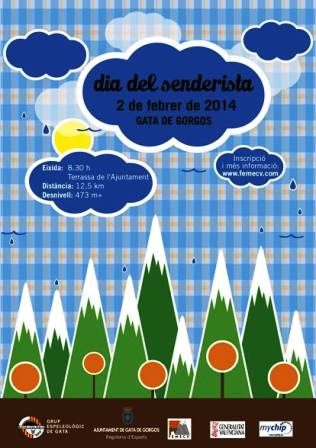 dia del senderista
2 de febrer de 2014
GATA DE GORGOS
Eixida: 8.30 h
Terrassa de l'Ajuntament
Distància: 12,5 km
Desnivell: 473 m+
Inscripció
i més informació:
www.femecv.com
GRUP
ESPELEOLÒGIC
DE GATA
AJUNTAMENT DE GATA DE GORGOS
FEMECV
GENERALITAT
VALENCIANA
mychip